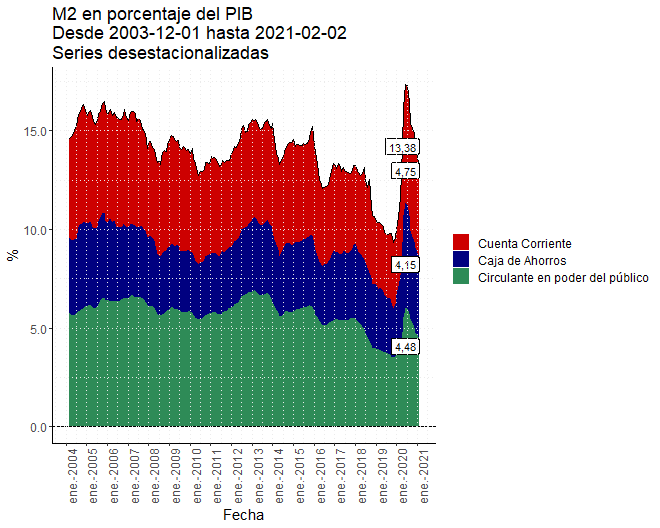 M2 en porcentaje del PIB
Desde 2003-12-01 hasta 2021-02-02
Series desestacionalizadas
15.0
10.0
5.0
0.0
%
13,38
4,75
4,15
4,48
ene.-2004
ene.-2005
ene.-2006
ene.-2007
ene.-2008
ene.-2009
ene.-2010
ene.-2011
ene.-2012
ene.-2013
ene.-2014
ene.-2015
ene.-2016
ene.-2017
ene.-2018
ene.-2019
ene.-2020
ene.-2021
Fecha
Cuenta Corriente
Caja de Ahorros
Circulante en poder del público